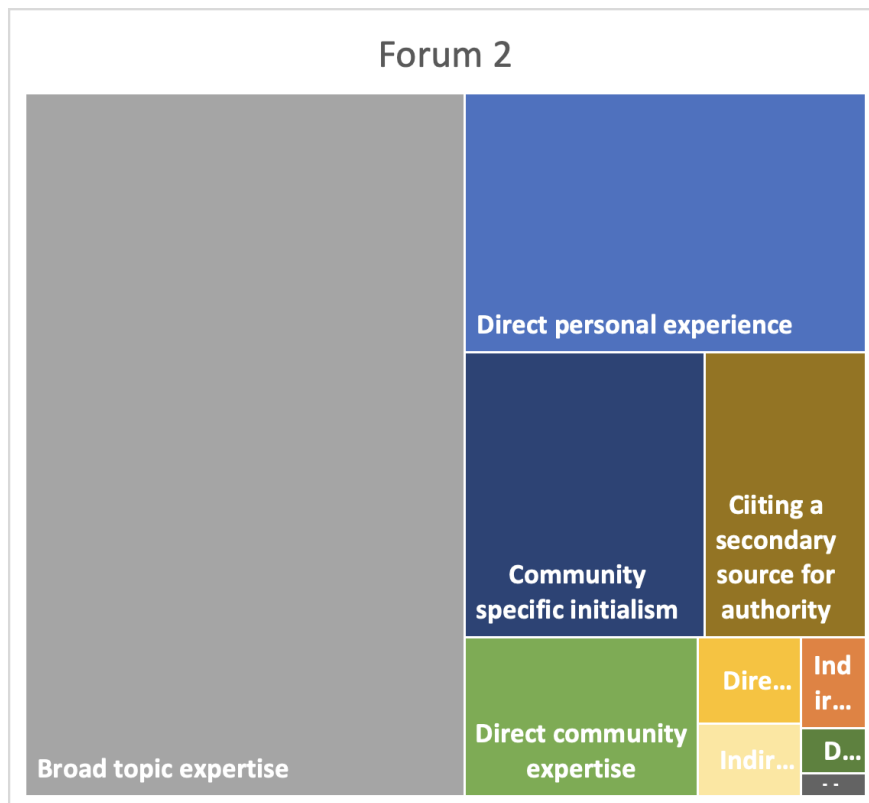 Forum 2
Direct personal experience
Ciiting a
secondary
source for
authority
Community
specific initialism
Ind
ir...
Dire...
Direct community
expertise
D...
Indir...
Broad topic expertise